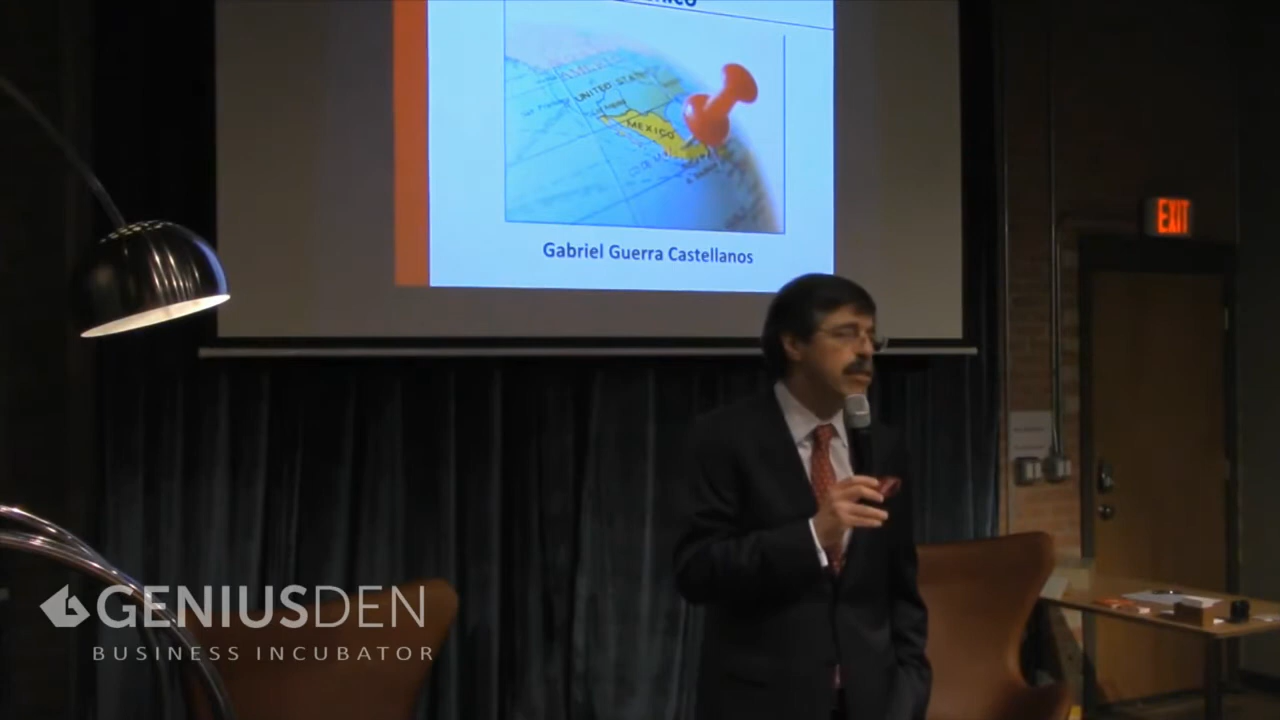 UNITED STATES
MEXICO
Gabriel Guerra Castellanos
EXIT
GENIUSDEN
BUSINESS INCUBATOR